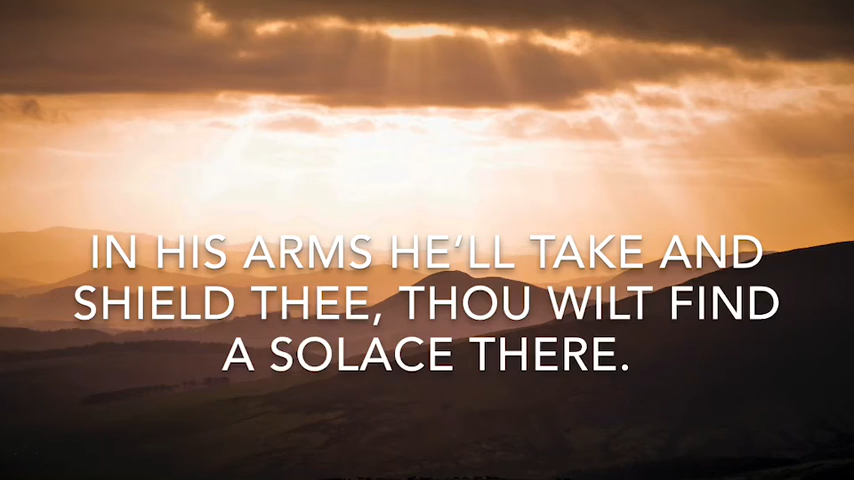 IN HIS ARMS HE’LL TAKE AND
SHIELD THEE, THOU WILT FIND
A SOLACE THERE.